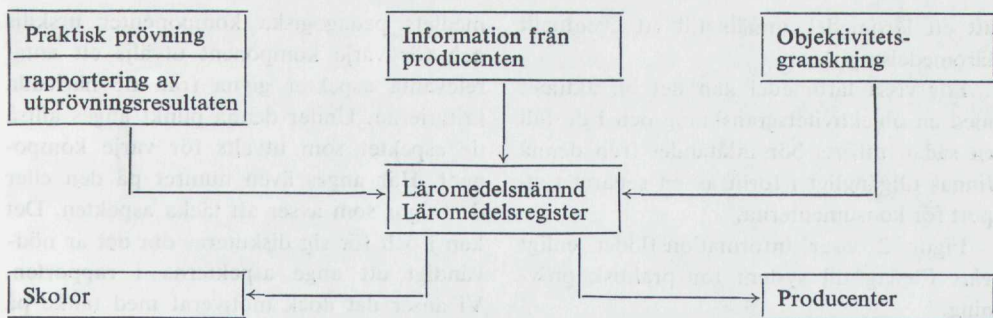 Praktisk prövning
rapportering av
utprövningsresultaten
Information från
producenten
Objektivitets-
granskning
Läromedelsnämnd
Läromedelsregister
Skolor
Producenter